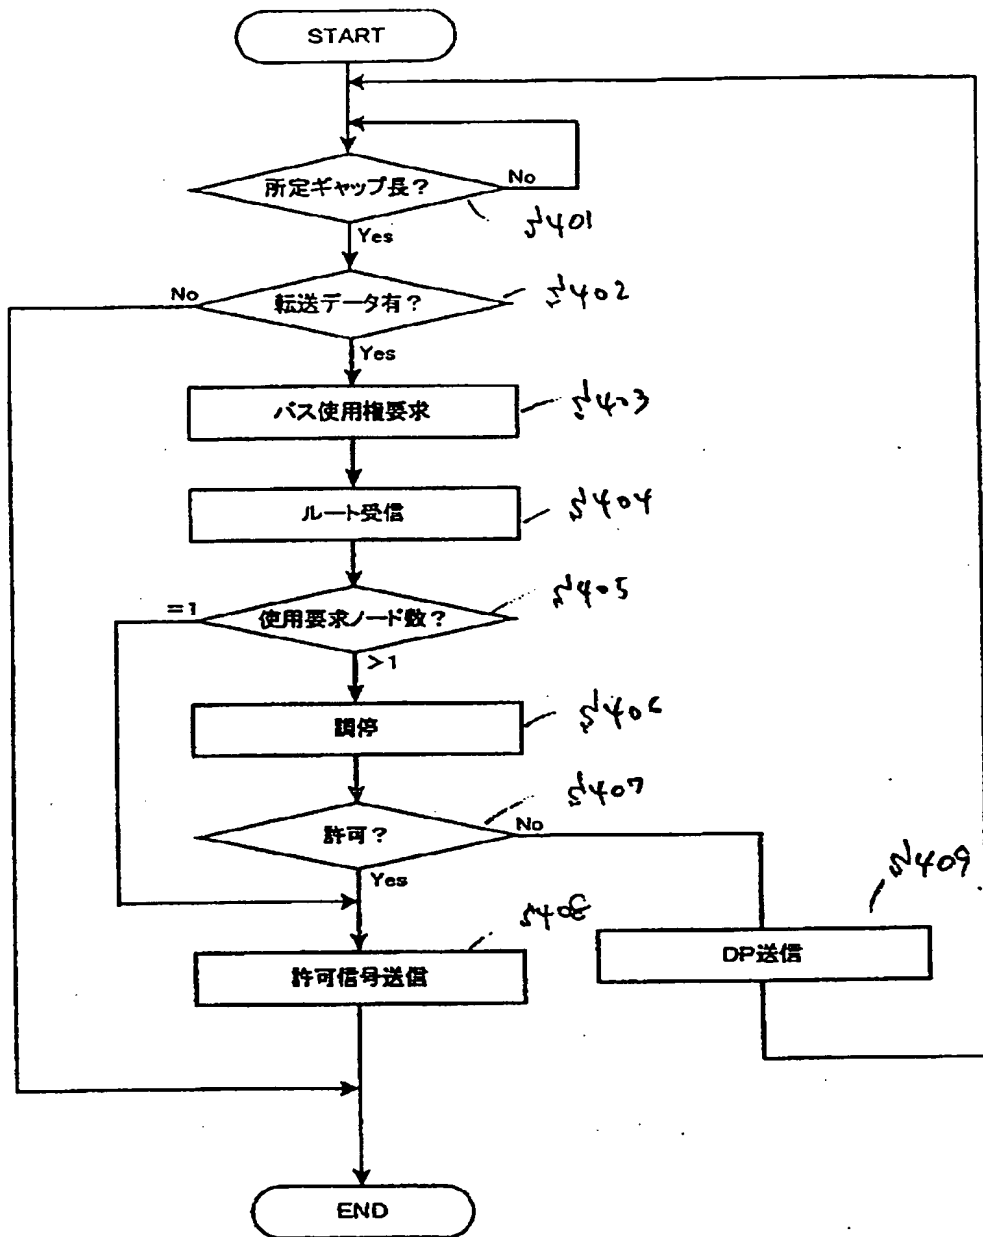 START
所定ギャップ長?
No
S401
Yes
No
転送データ有?
S402
Yes
バス使用権要求
S403
ルート受信
S404
=1
使用要求ノード数?
S405
>1
調停
S406
許可?
S407
No
Yes
S408
S409
許可信号送信
DP送信
END